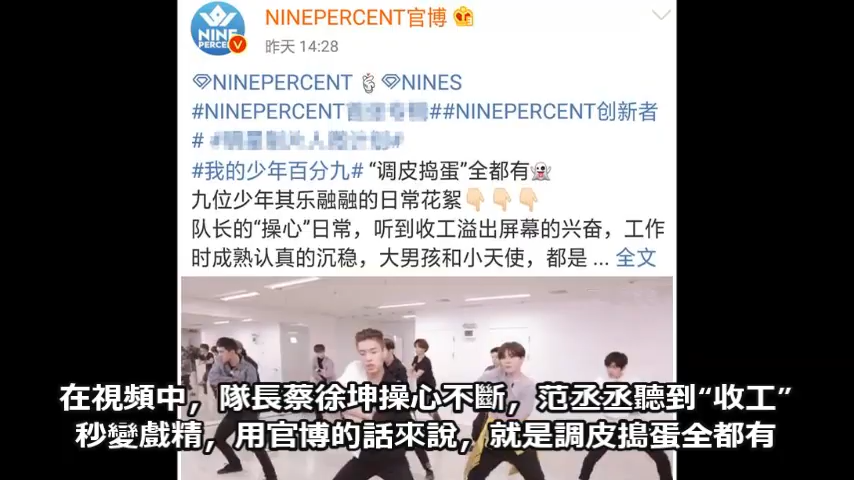 NINE
PERCENT
NINEPERCENT官博
昨天 14:28
NINEPERCENT NINES
#NINEPERCENT ##NINEPERCENT创新者
# #
#我的少年百分九# “调皮捣蛋”全都有
九位少年其乐融融的日常花絮
队长的“操心”日常，听到收工溢出屏幕的兴奋，工作
时成熟认真的沉稳，大男孩和小天使，都是 ... 全文
在視頻中，隊長蔡徐坤操心不斷，范丞丞聽到“收工”
秒變戲精，用官博的話來說，就是調皮搗蛋全都有